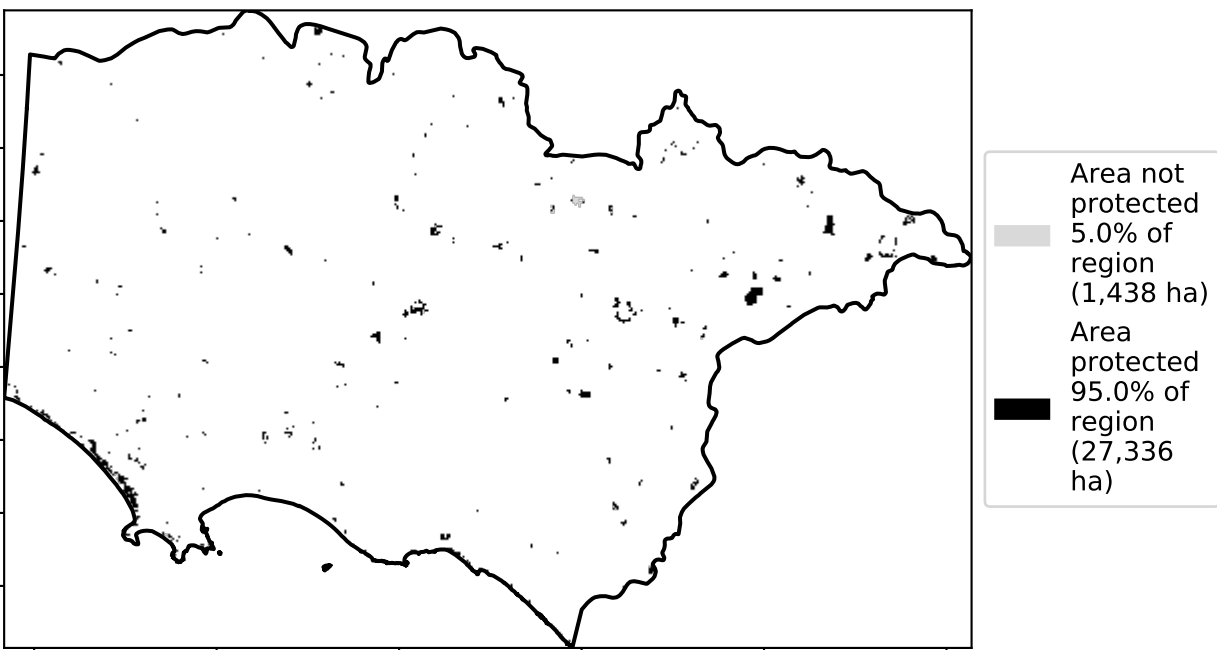 Area not
protected
5.0% of
region
(1,438 ha)
Area
protected
95.0% of
region
(27,336
ha)